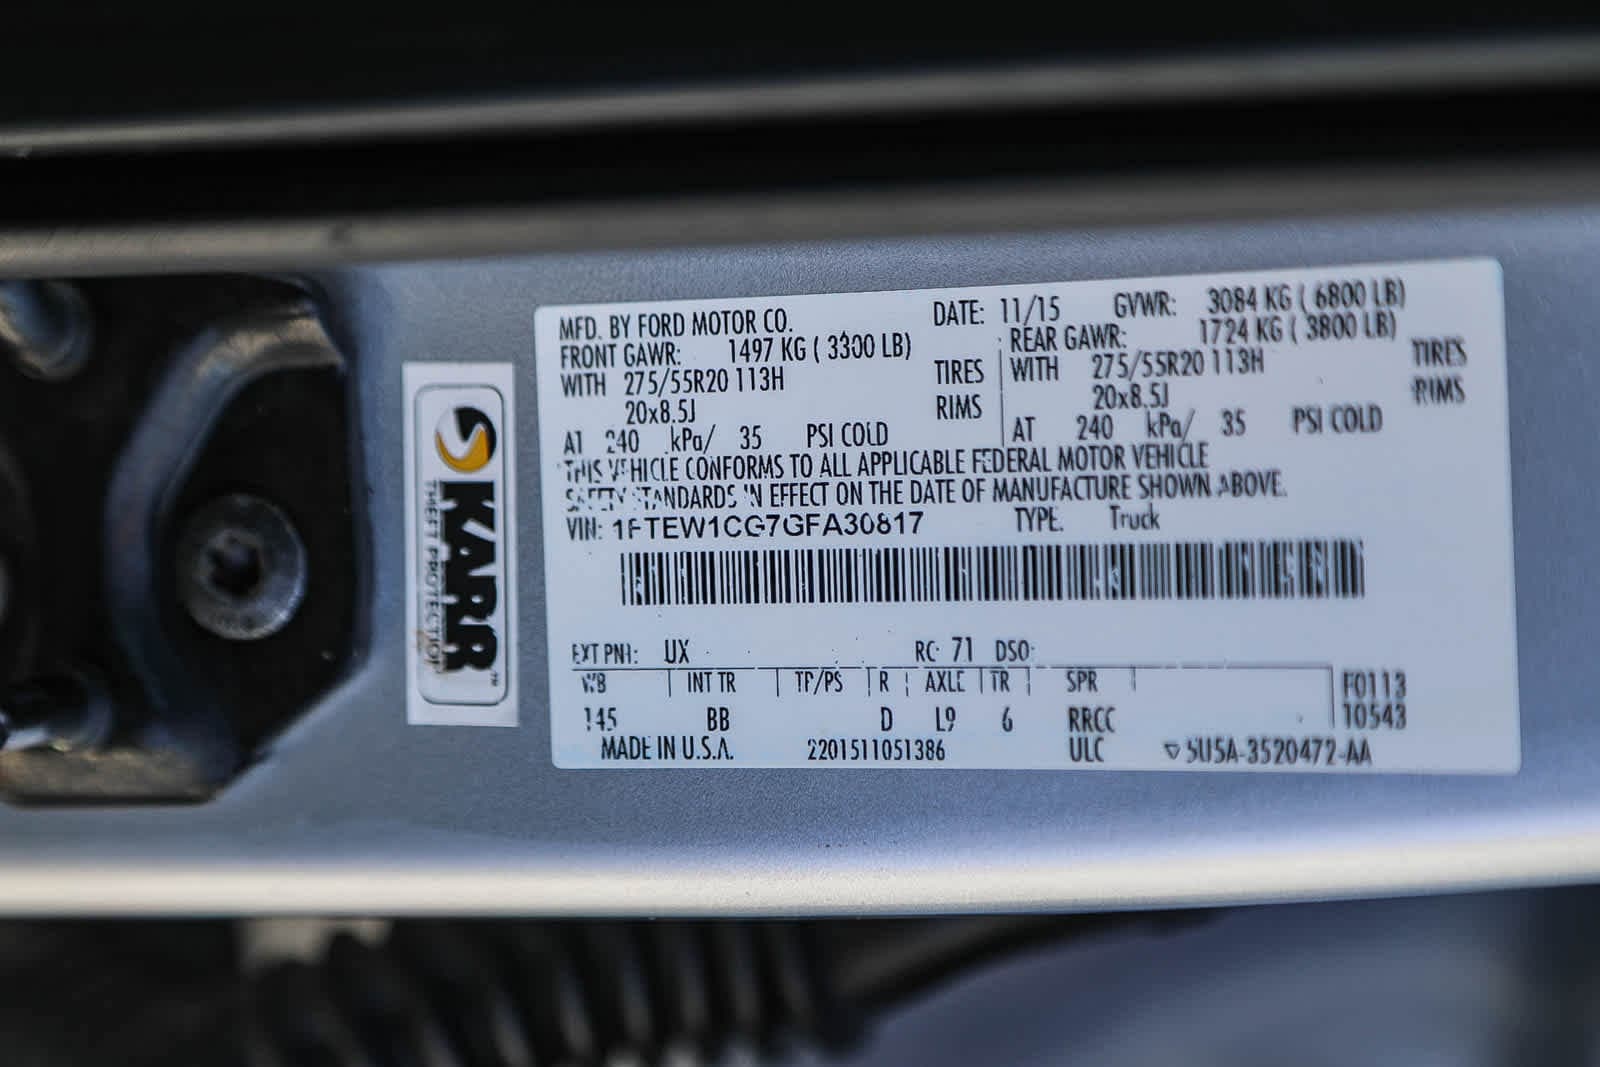 MFD. BY FORD MOTOR CO. DATE: 11/15 GVWR: 3084 KG ( 6800 LB)
FRONT GAWR: 1497 KG ( 3300 LB) REAR GAWR: 1724 KG ( 3800 LB)
WITH 275/55R20 113H TIRES WITH 275/55R20 113H TIRES
20x8.5J RIMS 20x8.5J RIMS
AT 240 kPa/ 35 PSI COLD AT 240 kPa/ 35 PSI COLD
THIS VEHICLE CONFORMS TO ALL APPLICABLE FEDERAL MOTOR VEHICLE
SAFETY STANDARDS IN EFFECT ON THE DATE OF MANUFACTURE SHOWN ABOVE.
VIN: 1FTEW1CG7GFA30817 TYPE: Truck
EXT PNT: UX RC: 71 DSO:
WB INT TR TP/PS R AXLE TR SPR F0113
145 BB D L9 6 RRCC 10543
MADE IN U.S.A. 2201511051386 ULC 5U5A-3520472-AA
KARR™
THEFT PROTECTION